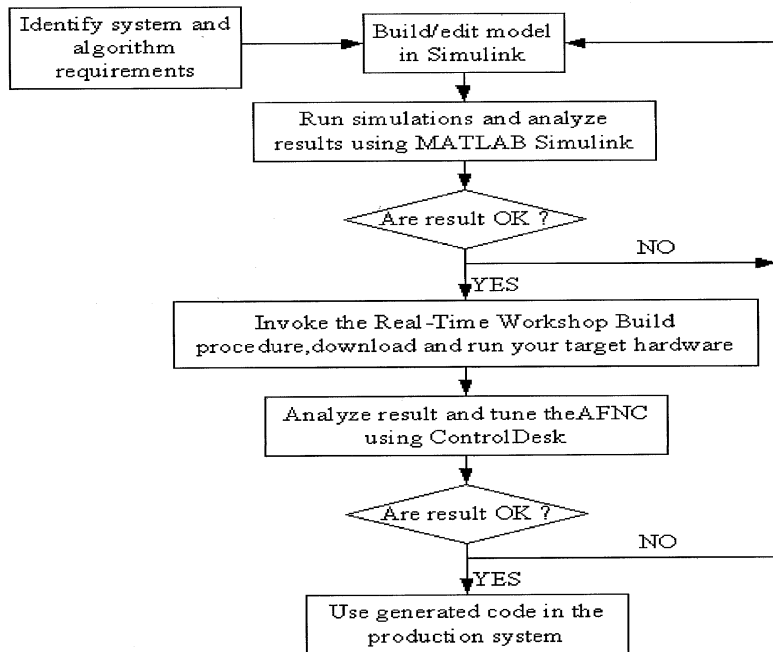 Identify system and
algorithm
requirements
Build/edit model
in Simulink
Run simulations and analyze
results using MATLAB Simulink
Are result OK ?
NO
YES
Invoke the Real-Time Workshop Build
procedure,download and run your target hardware
Analyze result and tune theAFNC
using ControlDesk
Are result OK ?
NO
YES
Use generated code in the
production system